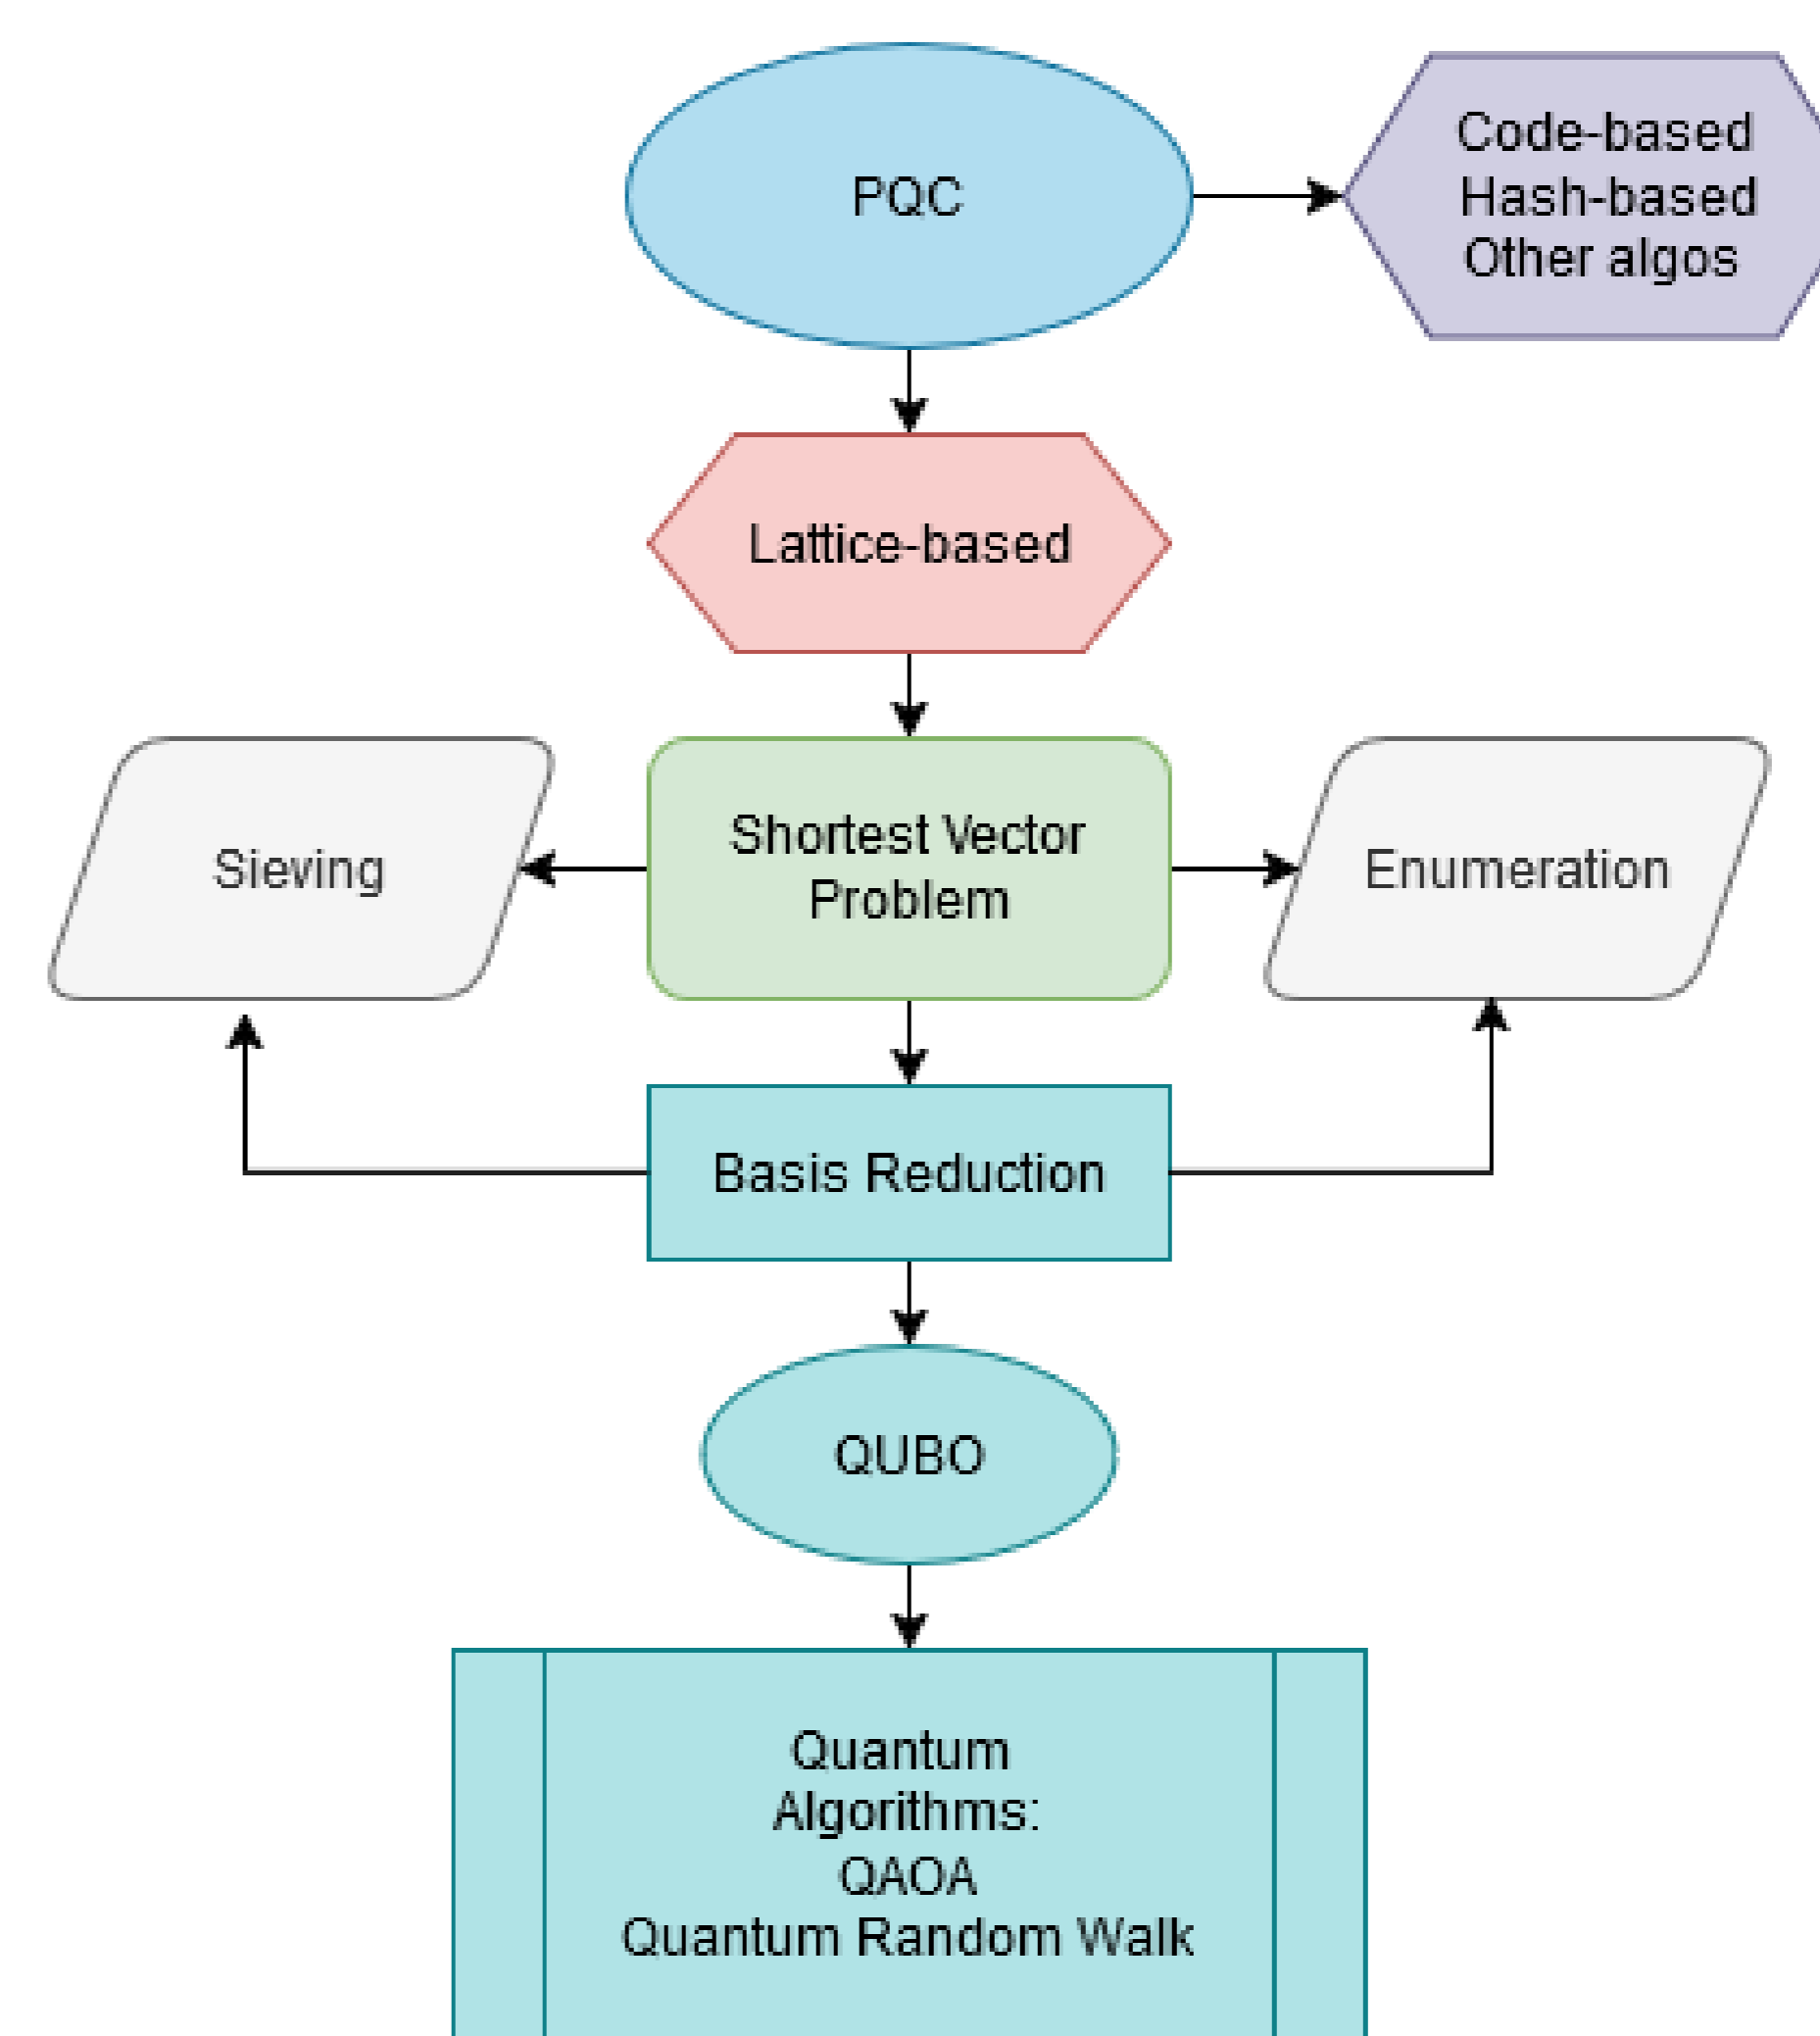 PQC
Code-based
Hash-based
Other algos
Lattice-based
Sieving
Shortest Vector
Problem
Enumeration
Basis Reduction
QUBO
Quantum
Algorithms:
QAOA
Quantum Random Walk